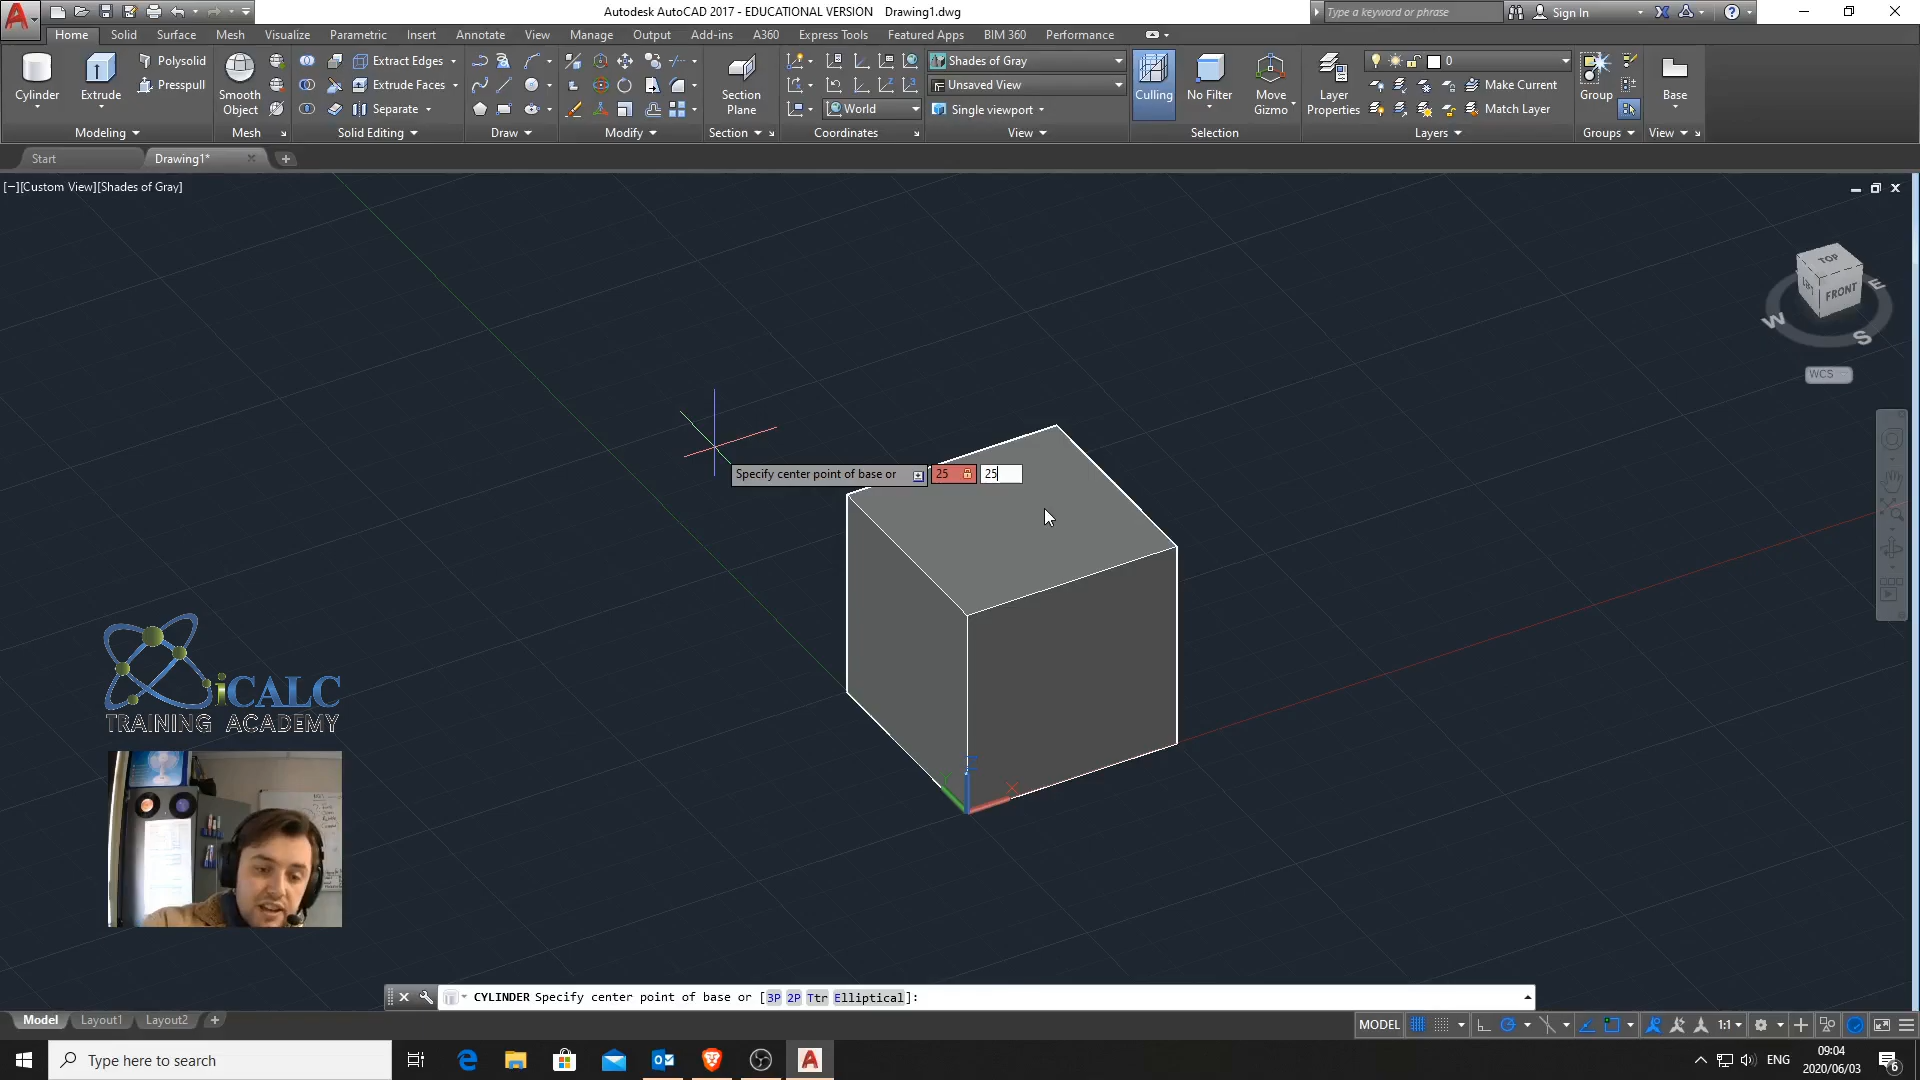 Autodesk AutoCAD 2017 - EDUCATIONAL VERSION Drawing1.dwg
Type a keyword or phrase
Sign In
Home Solid Surface Mesh Visualize Parametric Insert Annotate View Manage Output Add-ins A360 Express Tools Featured Apps BIM 360 Performance
Polysolid
Presspull
Cylinder
Extrude
Smooth
Object
Extract Edges
Extrude Faces
Separate
Section
Plane
World
Shades of Gray
Unsaved View
Single viewport
Culling
No Filter
Move
Gizmo
Layer
Properties
0
Make Current
Match Layer
Group
Base
Modeling
Mesh
Solid Editing
Draw
Modify
Section
Coordinates
View
Selection
Layers
Groups
View
Start
Drawing1*
[−][Custom View][Shades of Gray]
TOP
FRONT
W
S
E
WCS
Specify center point of base or
25
25
X
iCALC
TRAINING ACADEMY
CYLINDER Specify center point of base or [3P 2P Ttr Elliptical]:
Model
Layout1
Layout2
MODEL
1:1
Type here to search
ENG
09:04
2020/06/03
6